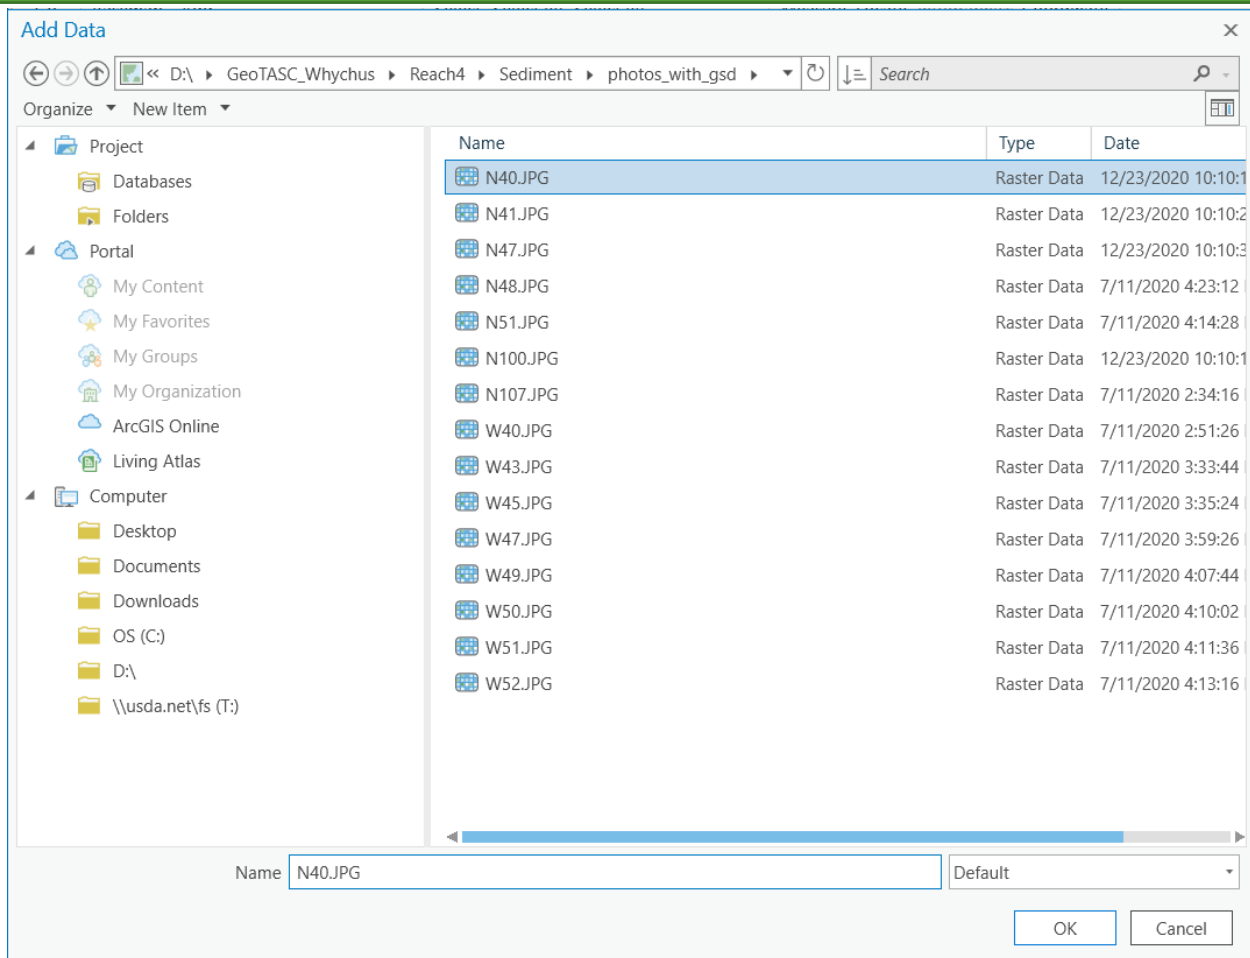 Add Data
« D:\ GeoTASC_Whychus Reach4 Sediment photos_with_gsd Search
Organize New Item
Project
Databases
Folders
Portal
My Content
My Favorites
My Groups
My Organization
ArcGIS Online
Living Atlas
Computer
Desktop
Documents
Downloads
OS (C:)
D:\
\\usda.net\fs (T:)
Name Type Date
N40.JPG Raster Data 12/23/2020 10:10:1
N41.JPG Raster Data 12/23/2020 10:10:2
N47.JPG Raster Data 12/23/2020 10:10:3
N48.JPG Raster Data 7/11/2020 4:23:12
N51.JPG Raster Data 7/11/2020 4:14:28
N100.JPG Raster Data 12/23/2020 10:10:1
N107.JPG Raster Data 7/11/2020 2:34:16
W40.JPG Raster Data 7/11/2020 2:51:26
W43.JPG Raster Data 7/11/2020 3:33:44
W45.JPG Raster Data 7/11/2020 3:35:24
W47.JPG Raster Data 7/11/2020 3:59:26
W49.JPG Raster Data 7/11/2020 4:07:44
W50.JPG Raster Data 7/11/2020 4:10:02
W51.JPG Raster Data 7/11/2020 4:11:36
W52.JPG Raster Data 7/11/2020 4:13:16
Name N40.JPG Default
OK Cancel